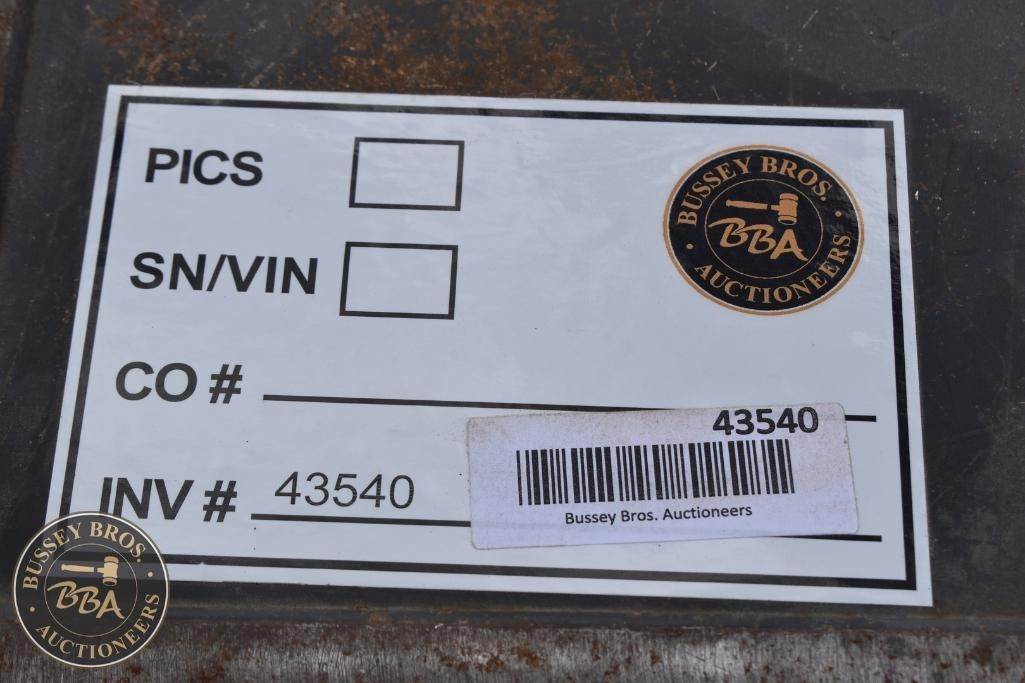 PICS
BUSSEY BROS.
BBA
AUCTIONEERS
SN/VIN
CO #
43540
INV # 43540
Bussey Bros. Auctioneers
BUSSEY BROS.
BBA
AUCTIONEERS